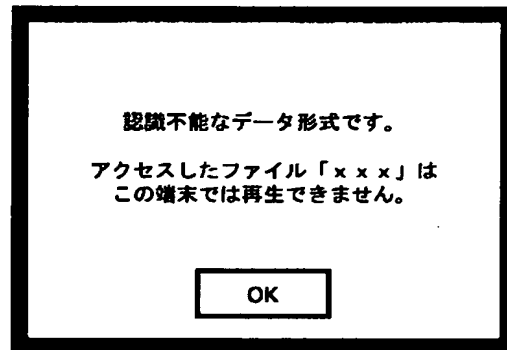 認識不能なデータ形式です。
アクセスしたファイル「ｘｘｘ」は
この端末では再生できません。
OK